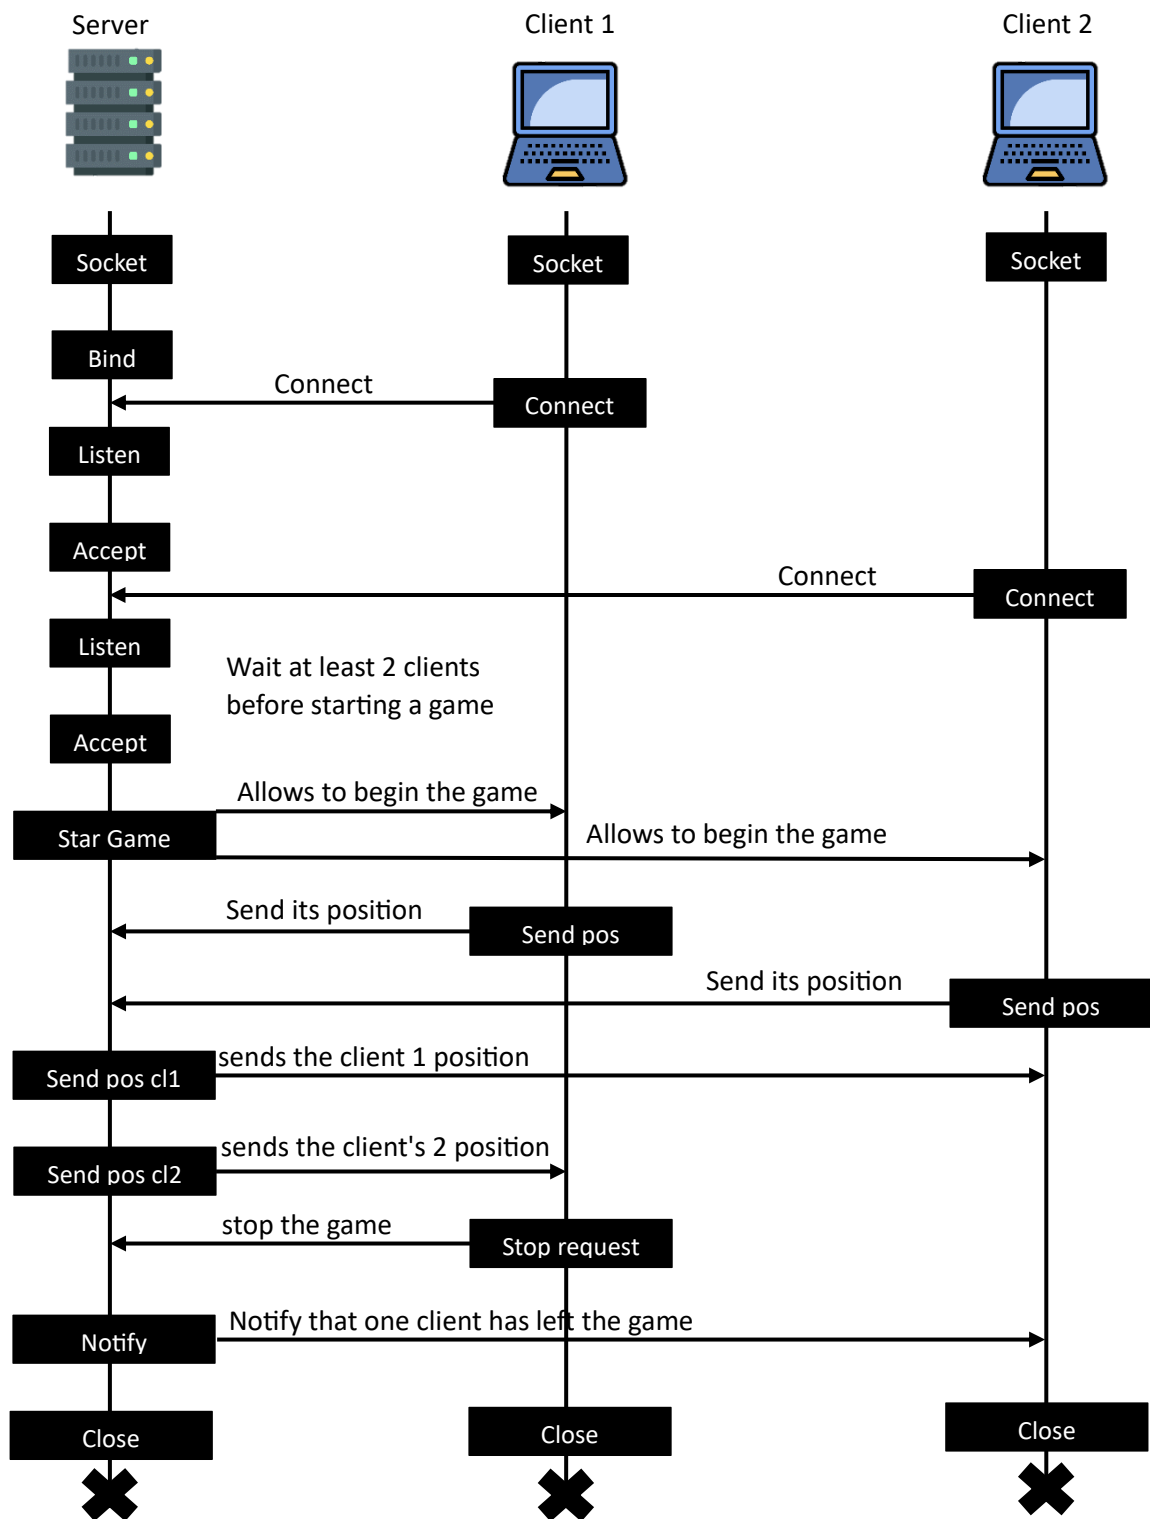 Server
Client 1
Client 2
Socket
Socket
Socket
Bind
Connect
Connect
Listen
Accept
Connect
Connect
Listen
Wait at least 2 clients
before starting a game
Accept
Allows to begin the game
Star Game
Allows to begin the game
Send its position
Send pos
Send its position
Send pos
sends the client 1 position
Send pos cl1
sends the client's 2 position
Send pos cl2
stop the game
Stop request
Notify that one client has left the game
Notify
Close
Close
Close